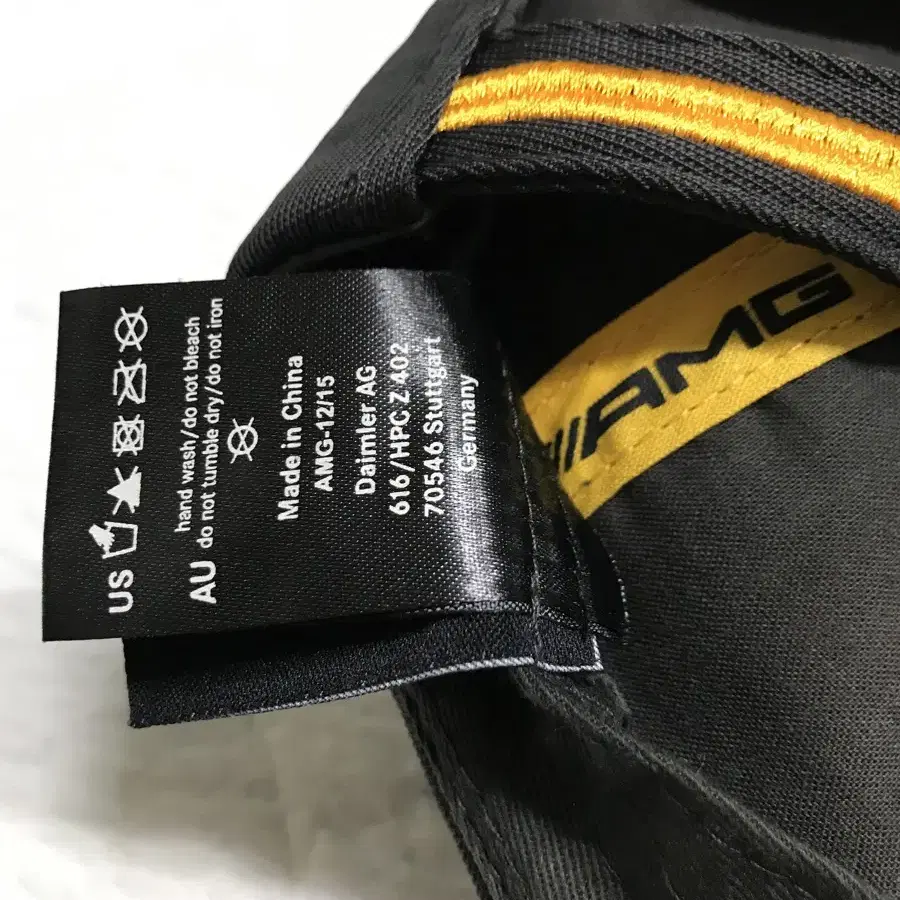 US
hand wash/do not bleach
AU do not tumble dry/do not iron
Made in China
AMG-12/15
Daimler AG
616/HPC Z 402
70546 Stuttgart
Germany
AMG